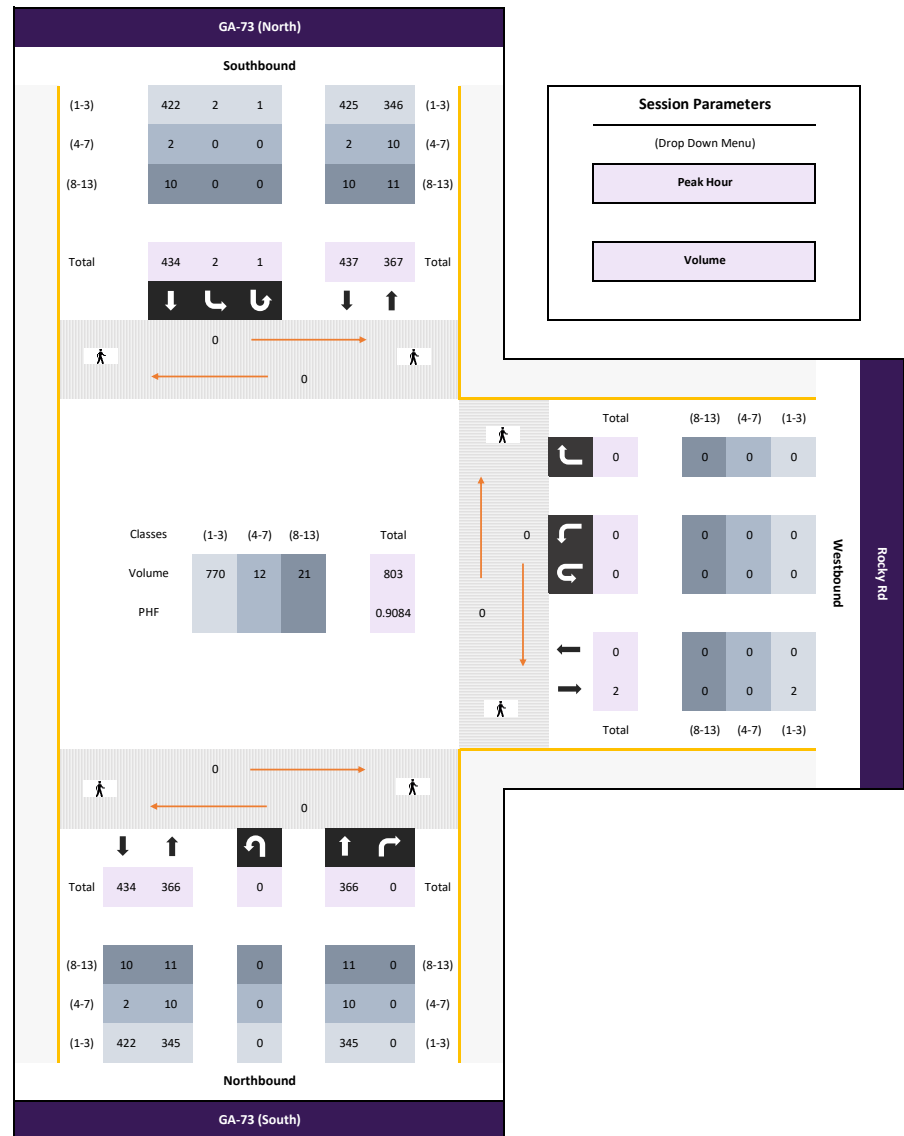 GA-73 (North)
Southbound
(1-3) 422 2 1 425 346 (1-3)
(4-7) 2 0 0 2 10 (4-7)
(8-13) 10 0 0 10 11 (8-13)
Total 434 2 1 437 367 Total
0
0
Session Parameters
(Drop Down Menu)
Peak Hour
Volume
Total (8-13) (4-7) (1-3)
0 0 0 0
0
0 0 0 0
0 0 0 0
0
0 0 0 0
2 0 0 2
Total (8-13) (4-7) (1-3)
Westbound
Rocky Rd
Classes (1-3) (4-7) (8-13) Total
Volume 770 12 21 803
PHF 0.9084
0
0
Total 434 366 0 366 0 Total
(8-13) 10 11 0 11 0 (8-13)
(4-7) 2 10 0 10 0 (4-7)
(1-3) 422 345 0 345 0 (1-3)
Northbound
GA-73 (South)